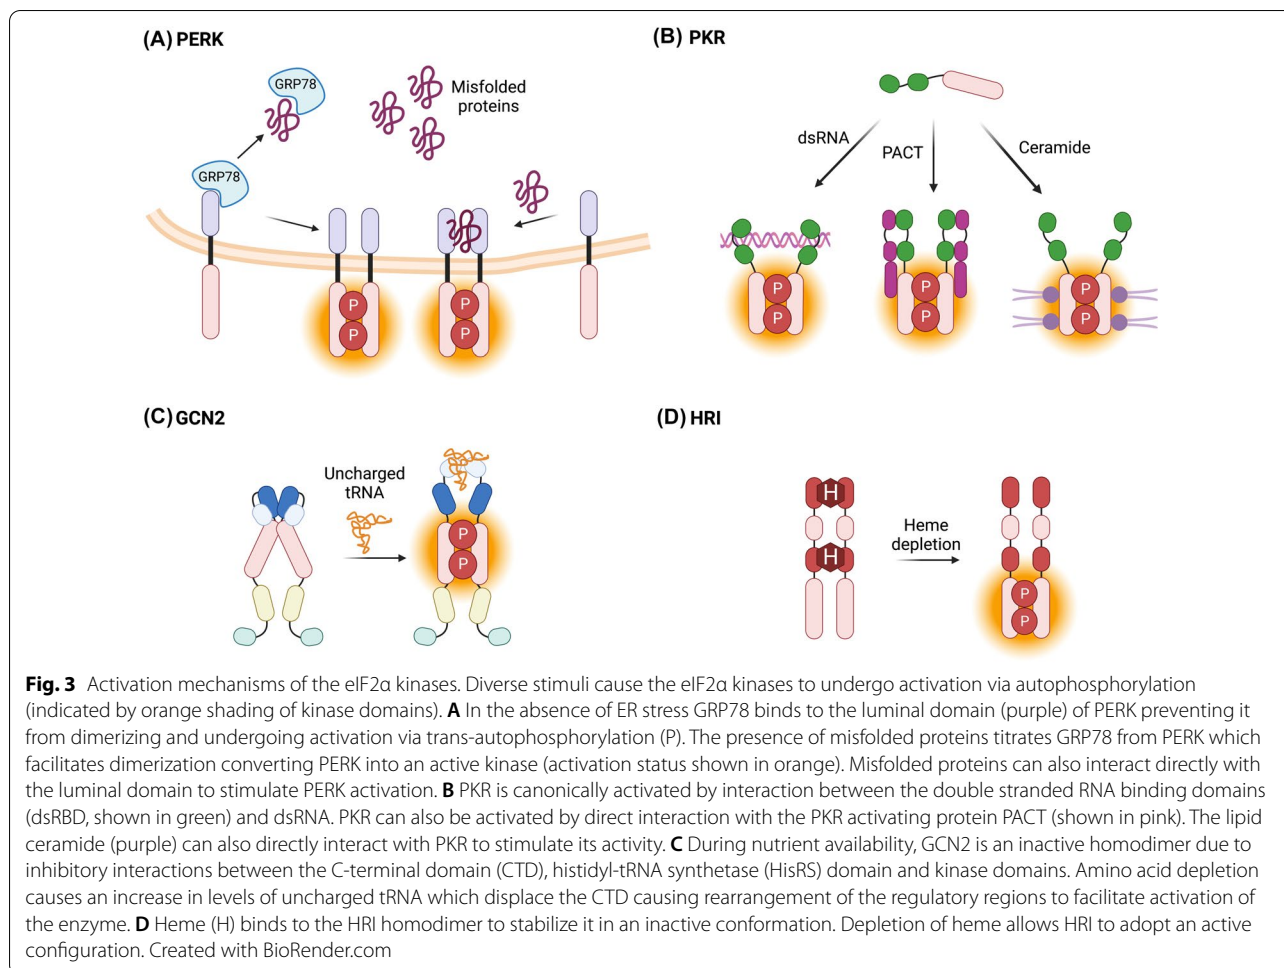 (A) PERK
GRP78
Misfolded
proteins
GRP78
P
P
P
P
(B) PKR
dsRNA
PACT
Ceramide
P
P
P
P
P
P
(C) GCN2
Uncharged
tRNA
P
P
(D) HRI
H
H
Heme
depletion
P
P
Fig. 3 Activation mechanisms of the eIF2α kinases. Diverse stimuli cause the eIF2α kinases to undergo activation via autophosphorylation
(indicated by orange shading of kinase domains). A In the absence of ER stress GRP78 binds to the luminal domain (purple) of PERK preventing it
from dimerizing and undergoing activation via trans-autophosphorylation (P). The presence of misfolded proteins titrates GRP78 from PERK which
facilitates dimerization converting PERK into an active kinase (activation status shown in orange). Misfolded proteins can also interact directly with
the luminal domain to stimulate PERK activation. B PKR is canonically activated by interaction between the double stranded RNA binding domains
(dsRBD, shown in green) and dsRNA. PKR can also be activated by direct interaction with the PKR activating protein PACT (shown in pink). The lipid
ceramide (purple) can also directly interact with PKR to stimulate its activity. C During nutrient availability, GCN2 is an inactive homodimer due to
inhibitory interactions between the C-terminal domain (CTD), histidyl-tRNA synthetase (HisRS) domain and kinase domains. Amino acid depletion
causes an increase in levels of uncharged tRNA which displace the CTD causing rearrangement of the regulatory regions to facilitate activation of
the enzyme. D Heme (H) binds to the HRI homodimer to stabilize it in an inactive conformation. Depletion of heme allows HRI to adopt an active
configuration. Created with BioRender.com